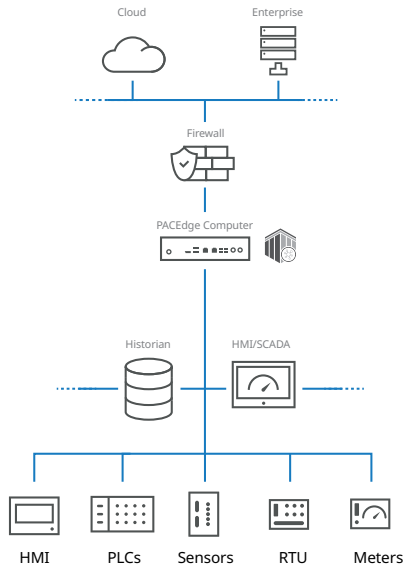 Cloud
Enterprise
Firewall
PACEdge Computer
Historian
HMI/SCADA
HMI
PLCs
Sensors
RTU
Meters